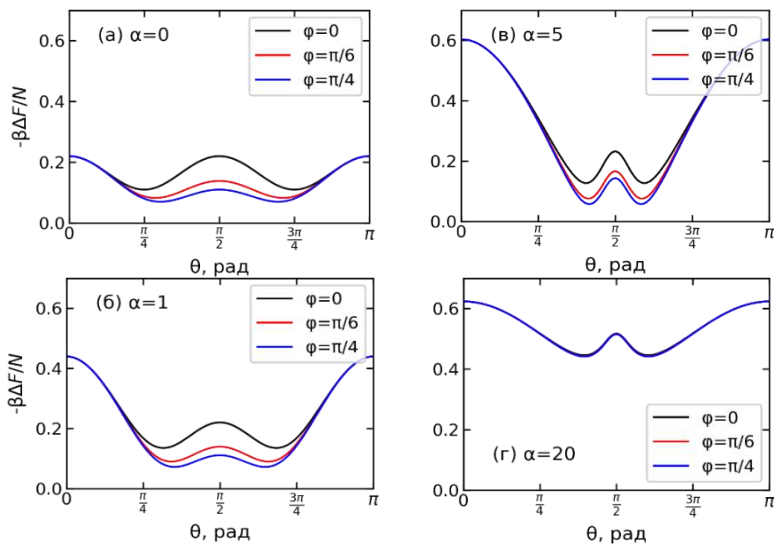 (а) α=0
φ=0
φ=π/6
φ=π/4
-βΔF/N
0.6
0.4
0.2
0.0
0
π/4
π/2
3π/4
π
θ, рад
(в) α=5
φ=0
φ=π/6
φ=π/4
0.6
0.4
0.2
0.0
0
π/4
π/2
3π/4
π
θ, рад
(б) α=1
φ=0
φ=π/6
φ=π/4
-βΔF/N
0.6
0.4
0.2
0.0
0
π/4
π/2
3π/4
π
θ, рад
0.6
0.4
0.2
0.0
φ=0
φ=π/6
φ=π/4
(г) α=20
0
π/4
π/2
3π/4
π
θ, рад